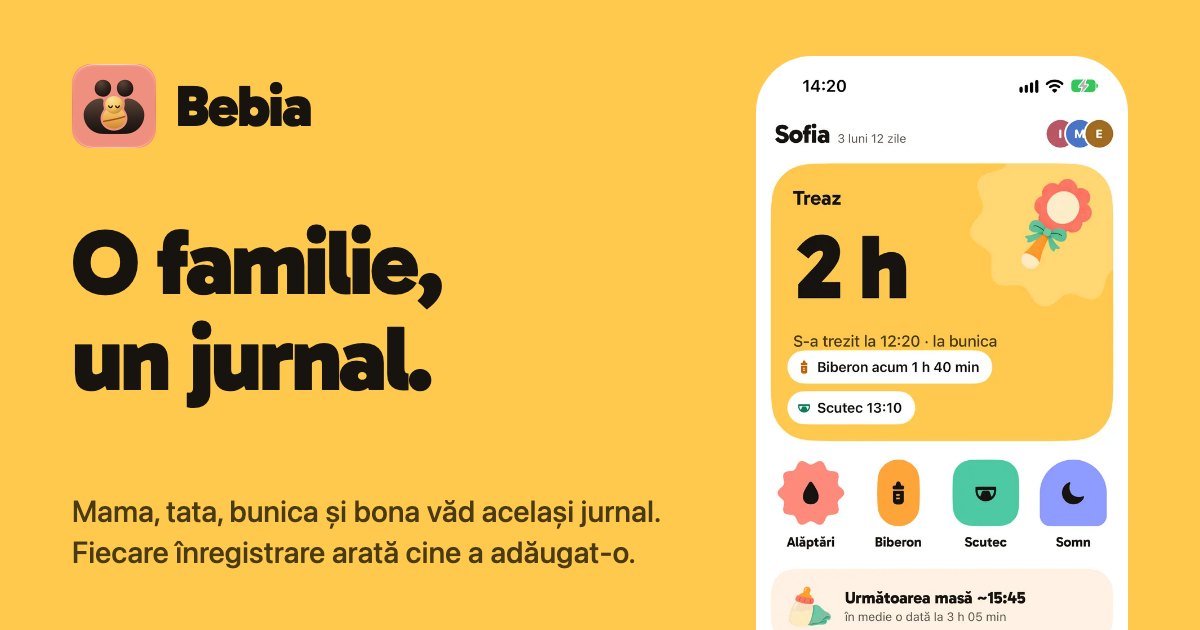 Bebia
O familie,
un jurnal.
Mama, tata, bunica și bona văd același jurnal.
Fiecare înregistrare arată cine a adăugat-o.
14:20
Sofia 3 luni 12 zile
I M E
Treaz
2 h
S-a trezit la 12:20 · la bunica
Biberon acum 1 h 40 min
Scutec 13:10
Alăptări Biberon Scutec Somn
Următoarea masă ~15:45
în medie o dată la 3 h 05 min